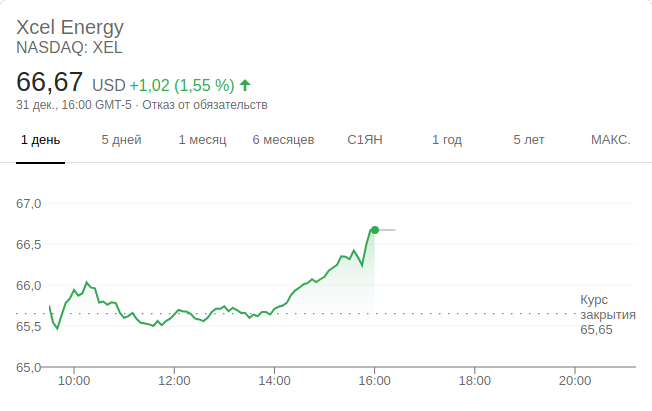 Xcel Energy
NASDAQ: XEL
66,67 USD +1,02 (1,55 %)
31 дек., 16:00 GMT-5 · Отказ от обязательств
1 день 5 дней 1 месяц 6 месяцев С1ЯН 1 год 5 лет МАКС.
67,0
66,5
66,0
Курс
закрытия
65,65
65,5
65,0
10:00 12:00 14:00 16:00 18:00 20:00